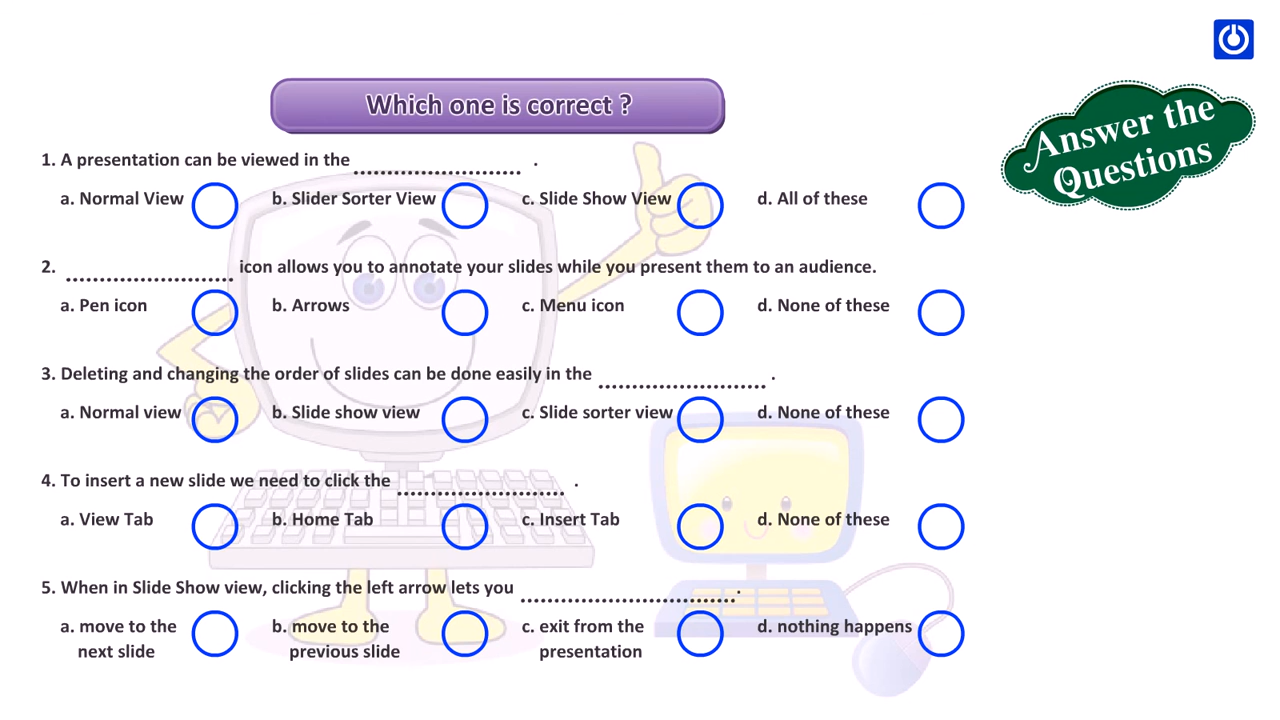 Which one is correct ?
Answer the
Questions
1. A presentation can be viewed in the ......................... .
a. Normal View b. Slider Sorter View c. Slide Show View d. All of these
2. ......................... icon allows you to annotate your slides while you present them to an audience.
a. Pen icon b. Arrows c. Menu icon d. None of these
3. Deleting and changing the order of slides can be done easily in the ......................... .
a. Normal view b. Slide show view c. Slide sorter view d. None of these
4. To insert a new slide we need to click the ......................... .
a. View Tab b. Home Tab c. Insert Tab d. None of these
5. When in Slide Show view, clicking the left arrow lets you ................................ .
a. move to the b. move to the c. exit from the d. nothing happens
next slide previous slide presentation